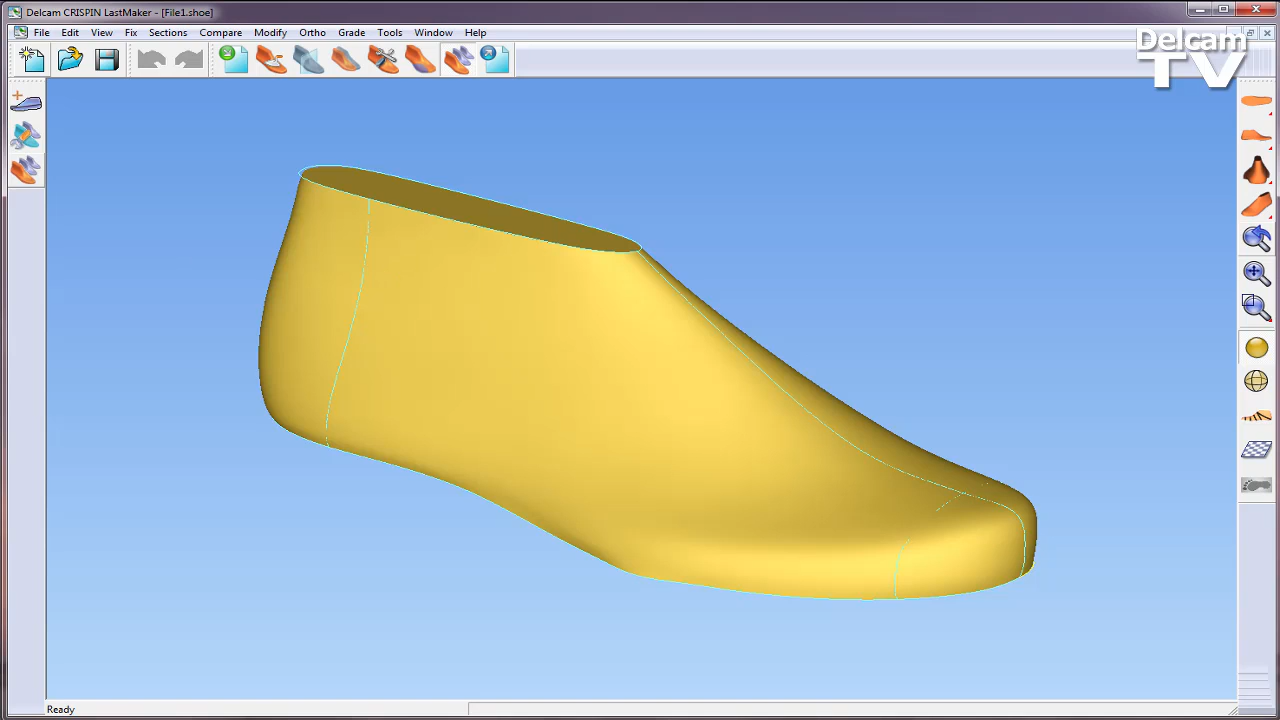 Delcam CRISPIN LastMaker - [File1.shoe]
File Edit View Fix Sections Compare Modify Ortho Grade Tools Window Help
Delcam
TV
Ready